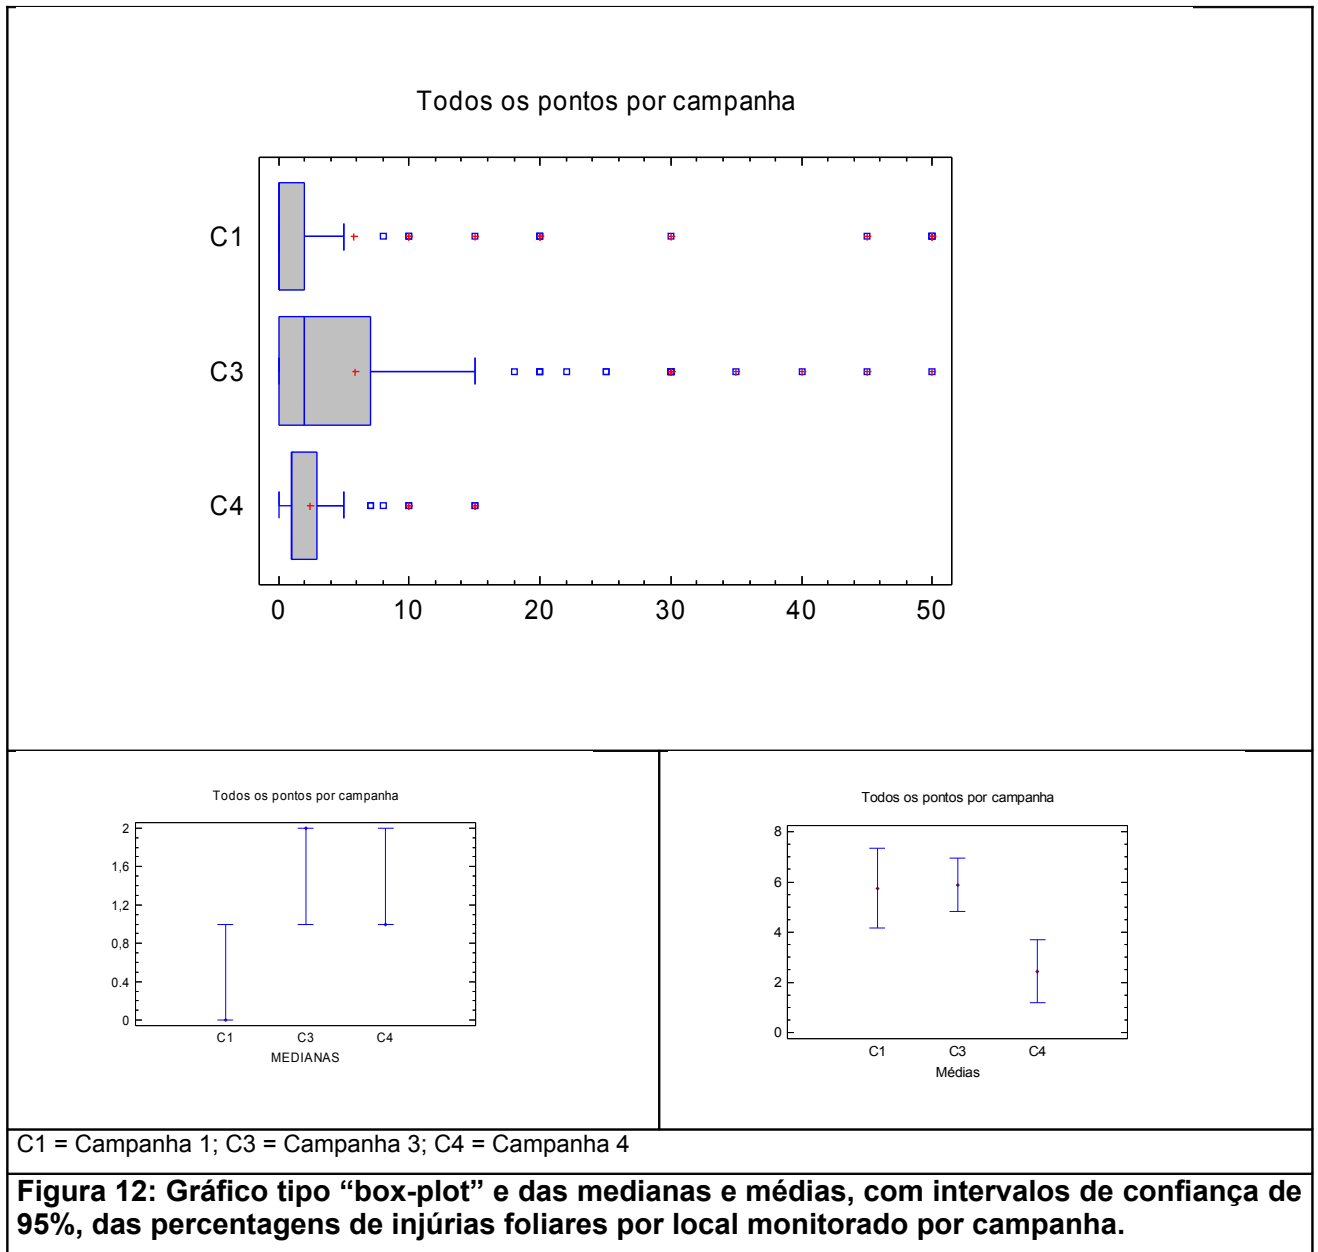 Todos os pontos por campanha
C1
C3
C4
0 10 20 30 40 50
Todos os pontos por campanha
2
1,6
1,2
0,8
0.4
0
C1 C3 C4
MEDIANAS
Todos os pontos por campanha
8
6
4
2
0
C1 C3 C4
Médias
C1 = Campanha 1; C3 = Campanha 3; C4 = Campanha 4
Figura 12: Gráfico tipo “box-plot” e das medianas e médias, com intervalos de confiança de
95%, das percentagens de injúrias foliares por local monitorado por campanha.